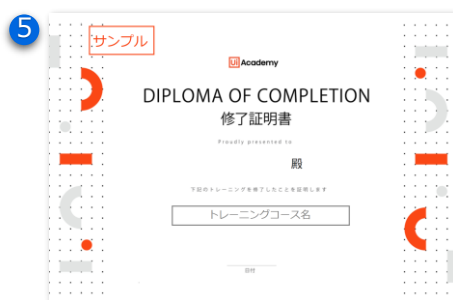 5
サンプル
Ui Academy
DIPLOMA OF COMPLETION
修了証明書
Proudly presented to
殿
下記のトレーニングを修了したことを証明します
トレーニングコース名